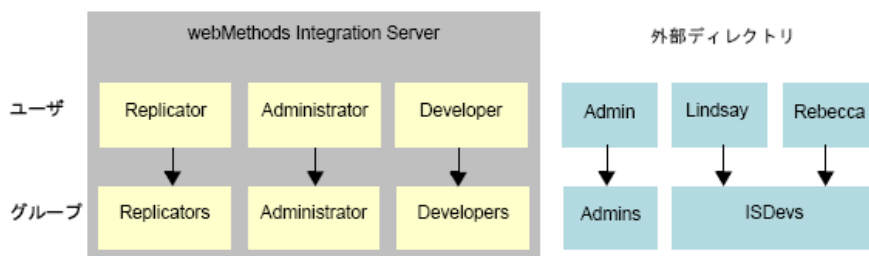 webMethods Integration Server
外部ディレクトリ
ユーザ
Replicator
Administrator
Developer
Admin
Lindsay
Rebecca
グループ
Replicators
Administrator
Developers
Admins
ISDevs